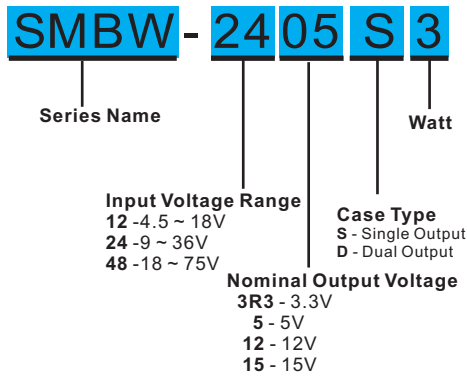 SMBW-2405S3
Series Name
Watt
Input Voltage Range
12 -4.5 ~ 18V
24 -9 ~ 36V
48 -18 ~ 75V
Case Type
S - Single Output
D - Dual Output
Nominal Output Voltage
3R3 - 3.3V
5 - 5V
12 - 12V
15 - 15V